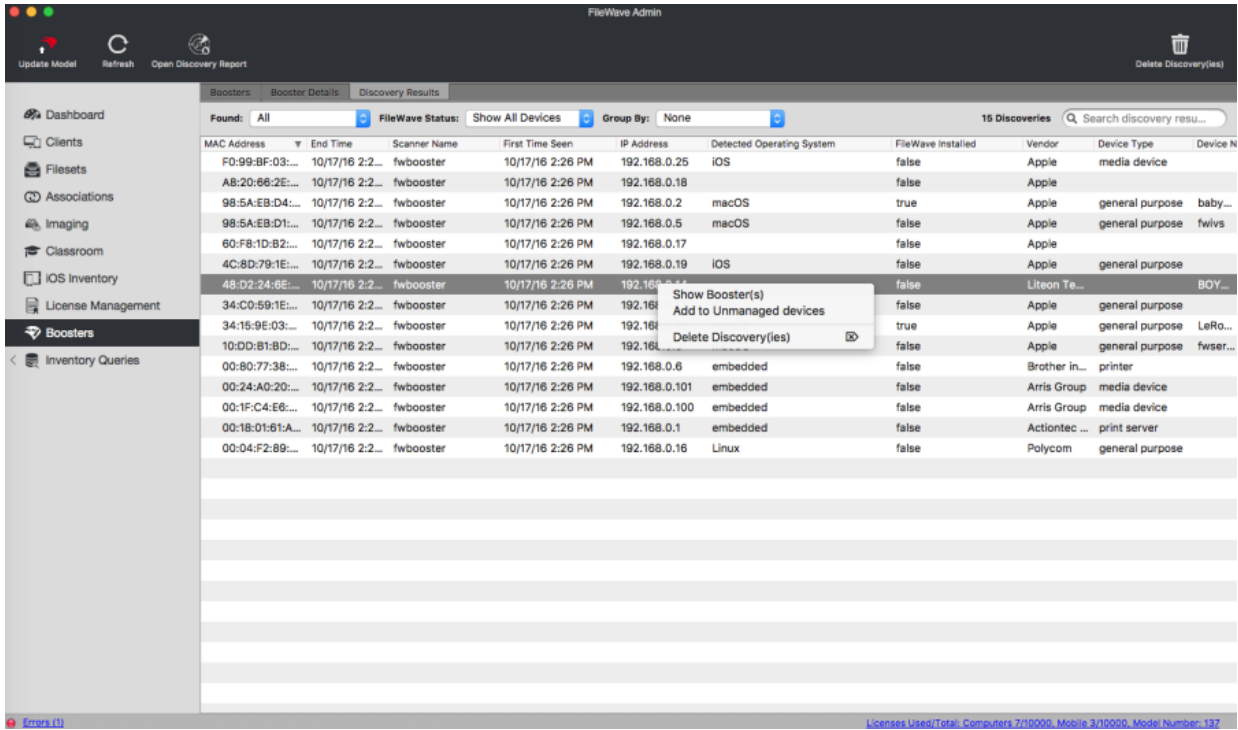 FileWave Admin
Update Model Refresh Open Discovery Report Delete Discovery(ies)
Boosters Booster Details Discovery Results
Found: All FileWave Status: Show All Devices Group By: None 15 Discoveries Search discovery resu...
Dashboard
Clients
Filesets
Associations
Imaging
Classroom
iOS Inventory
License Management
Boosters
Inventory Queries
MAC Address End Time Scanner Name First Time Seen IP Address Detected Operating System FileWave Installed Vendor Device Type Device N
F0:99:BF:03:... 10/17/16 2:2... fwbooster 10/17/16 2:26 PM 192.168.0.25 iOS false Apple media device
A8:20:66:2E:... 10/17/16 2:2... fwbooster 10/17/16 2:26 PM 192.168.0.18 false Apple
98:5A:EB:D4:... 10/17/16 2:2... fwbooster 10/17/16 2:26 PM 192.168.0.2 macOS true Apple general purpose baby...
98:5A:EB:D1:... 10/17/16 2:2... fwbooster 10/17/16 2:26 PM 192.168.0.5 macOS false Apple general purpose fwivs
60:F8:1D:B2:... 10/17/16 2:2... fwbooster 10/17/16 2:26 PM 192.168.0.17 false Apple
4C:8D:79:1E:... 10/17/16 2:2... fwbooster 10/17/16 2:26 PM 192.168.0.19 iOS false Apple general purpose
48:D2:24:6E:... 10/17/16 2:2... fwbooster 10/17/16 2:26 PM false Liteon Te... BOY...
34:C0:59:1E:... 10/17/16 2:2... fwbooster 10/17/16 2:26 PM 192.168 false Apple general purpose
34:15:9E:03:... 10/17/16 2:2... fwbooster 10/17/16 2:26 PM 192.168 true Apple general purpose LeRo...
10:DD:B1:BD:... 10/17/16 2:2... fwbooster 10/17/16 2:26 PM false Apple general purpose fwser...
00:80:77:38:... 10/17/16 2:2... fwbooster 10/17/16 2:26 PM 192.168.0.6 embedded false Brother in... printer
00:24:A0:20:... 10/17/16 2:2... fwbooster 10/17/16 2:26 PM 192.168.0.101 embedded false Arris Group media device
00:1F:C4:E6:... 10/17/16 2:2... fwbooster 10/17/16 2:26 PM 192.168.0.100 embedded false Arris Group media device
00:18:01:61:A... 10/17/16 2:2... fwbooster 10/17/16 2:26 PM 192.168.0.1 embedded false Actiontec ... print server
00:04:F2:89:... 10/17/16 2:2... fwbooster 10/17/16 2:26 PM 192.168.0.16 Linux false Polycom general purpose
Show Booster(s)
Add to Unmanaged devices
Delete Discovery(ies)
Errors (1) Licenses Used/Total: Computers 7/10000, Mobile 3/10000, Model Number: 137